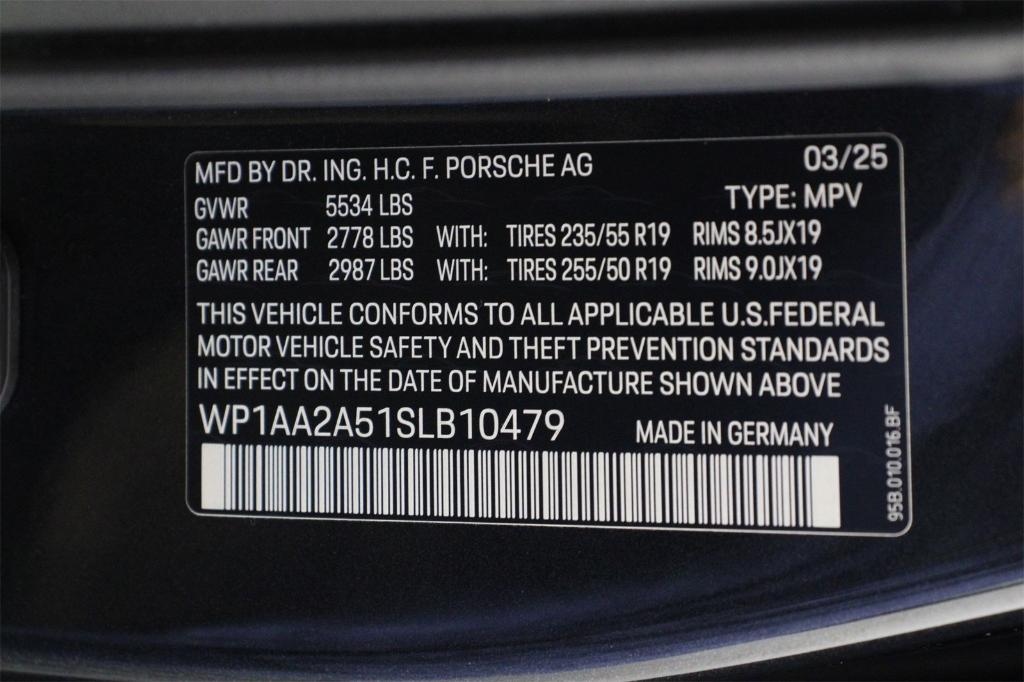 MFD BY DR. ING. H.C. F. PORSCHE AG 03/25
GVWR 5534 LBS TYPE: MPV
GAWR FRONT 2778 LBS WITH: TIRES 235/55 R19 RIMS 8.5JX19
GAWR REAR 2987 LBS WITH: TIRES 255/50 R19 RIMS 9.0JX19
THIS VEHICLE CONFORMS TO ALL APPLICABLE U.S.FEDERAL
MOTOR VEHICLE SAFETY AND THEFT PREVENTION STANDARDS
IN EFFECT ON THE DATE OF MANUFACTURE SHOWN ABOVE
WP1AA2A51SLB10479 MADE IN GERMANY
95B.010.016.BF